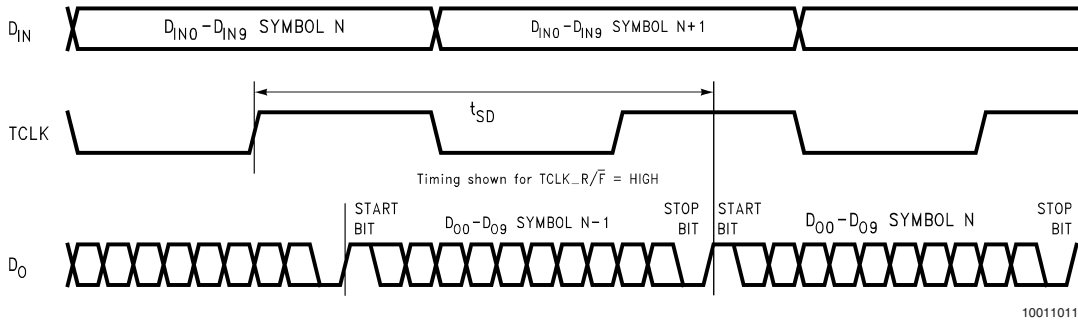 D_IN
D_IN0–D_IN9 SYMBOL N
D_IN0–D_IN9 SYMBOL N+1
t_SD
TCLK
Timing shown for TCLK_R/F̅ = HIGH
START BIT
D_O0–D_O9 SYMBOL N-1
STOP BIT
START BIT
D_O0–D_O9 SYMBOL N
STOP BIT
D_O
10011011